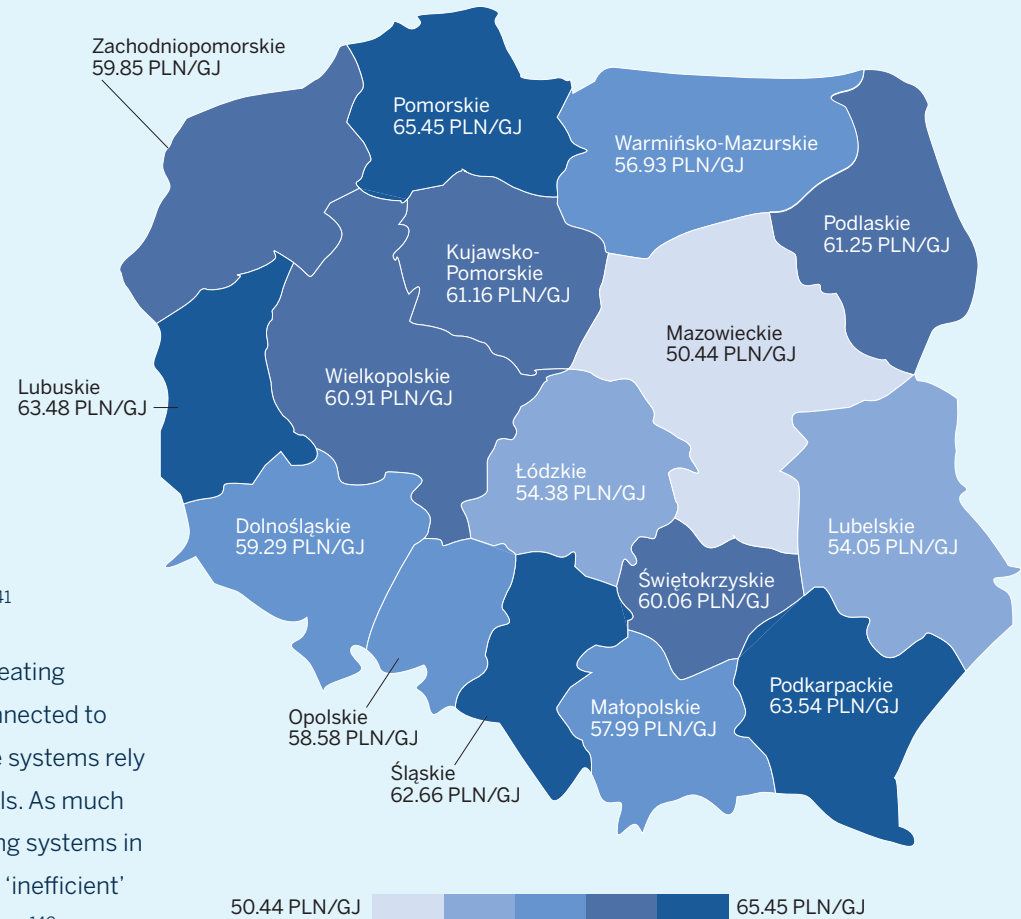 Zachodniopomorskie
59.85 PLN/GJ
Pomorskie
65.45 PLN/GJ
Warmińsko-Mazurskie
56.93 PLN/GJ
Podlaskie
61.25 PLN/GJ
Kujawsko-
Pomorskie
61.16 PLN/GJ
Mazowieckie
50.44 PLN/GJ
Lubuskie
63.48 PLN/GJ
Wielkopolskie
60.91 PLN/GJ
Łódzkie
54.38 PLN/GJ
Dolnośląskie
59.29 PLN/GJ
Lubelskie
54.05 PLN/GJ
Świętokrzyskie
60.06 PLN/GJ
Opolskie
58.58 PLN/GJ
Śląskie
62.66 PLN/GJ
Małopolskie
57.99 PLN/GJ
Podkarpackie
63.54 PLN/GJ
41
eating
nnected to
e systems rely
ls. As much
ng systems in
‘inefficient’
50.44 PLN/GJ 65.45 PLN/GJ